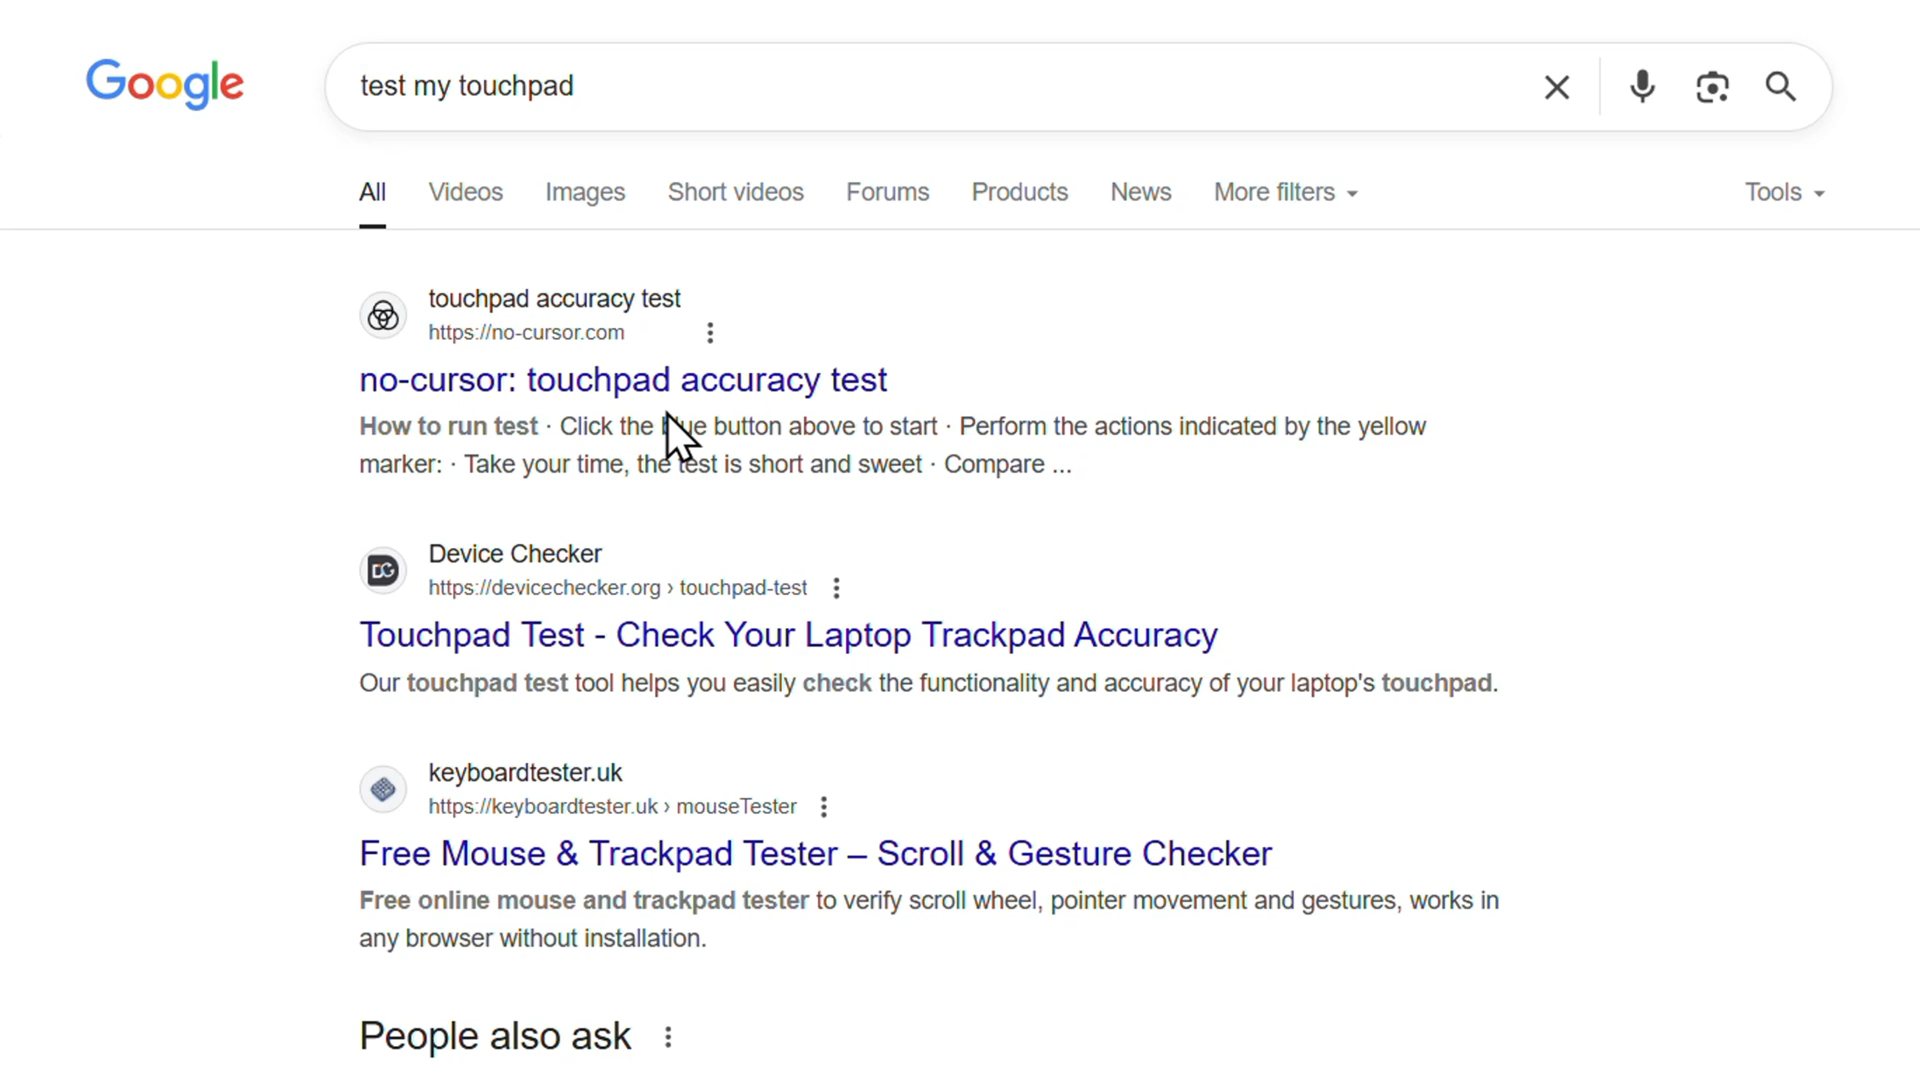 Google
test my touchpad
All Videos Images Short videos Forums Products News More filters Tools
touchpad accuracy test
https://no-cursor.com
no-cursor: touchpad accuracy test
How to run test · Click the blue button above to start · Perform the actions indicated by the yellow
marker: · Take your time, the test is short and sweet · Compare ...
DC
Device Checker
https://devicechecker.org › touchpad-test
Touchpad Test - Check Your Laptop Trackpad Accuracy
Our touchpad test tool helps you easily check the functionality and accuracy of your laptop's touchpad.
keyboardtester.uk
https://keyboardtester.uk › mouseTester
Free Mouse & Trackpad Tester – Scroll & Gesture Checker
Free online mouse and trackpad tester to verify scroll wheel, pointer movement and gestures, works in
any browser without installation.
People also ask